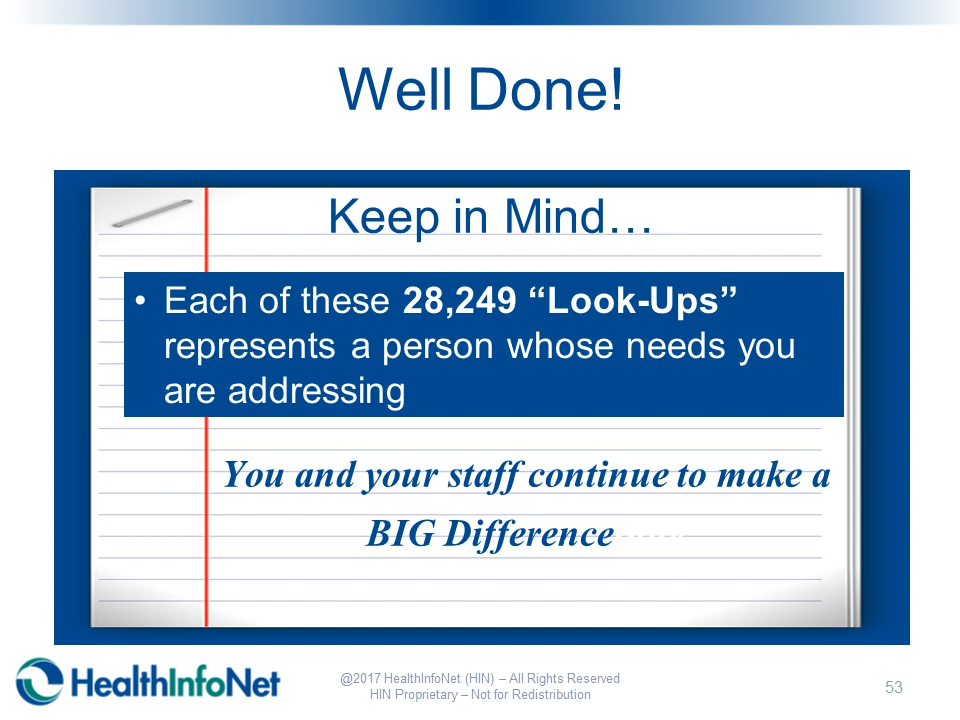 Well Done!
Keep in Mind…
• Each of these 28,249 “Look-Ups”
represents a person whose needs you
are addressing
You and your staff continue to make a
BIG Difference
HealthInfoNet
@2017 HealthInfoNet (HIN) – All Rights Reserved
HIN Proprietary – Not for Redistribution
53